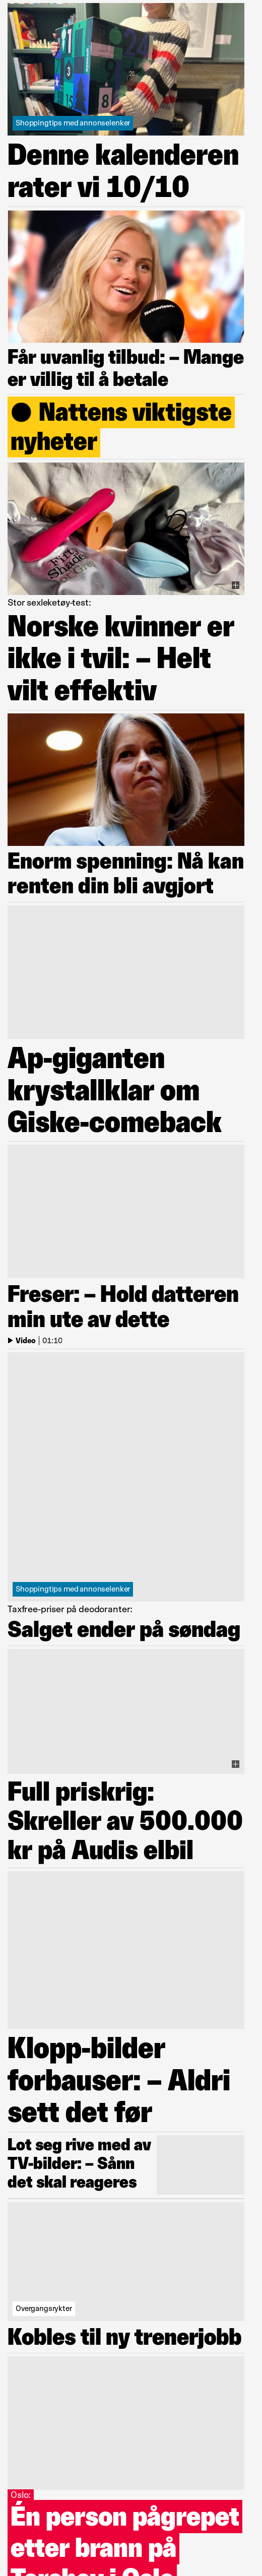 Shoppingtips med annonselenker
Denne kalenderen
rater vi 10/10
Nettavisen.
Får uvanlig tilbud: – Mange
er villig til å betale
Nattens viktigste
nyheter
Stor sexleketøy-test:
Norske kvinner er
ikke i tvil: – Helt
vilt effektiv
Enorm spenning: Nå kan
renten din bli avgjort
Ap-giganten
krystallklar om
Giske-comeback
Freser: – Hold datteren
min ute av dette
Video | 01:10
Shoppingtips med annonselenker
Taxfree-priser på deodoranter:
Salget ender på søndag
Full priskrig:
Skreller av 500.000
kr på Audis elbil
Klopp-bilder
forbauser: – Aldri
sett det før
Lot seg rive med av
TV-bilder: – Sånn
det skal reageres
Overgangsrykter
Kobles til ny trenerjobb
Oslo:
Én person pågrepet
etter brann på
Torshov i Oslo